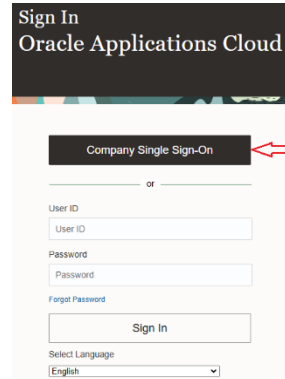 Sign In
Oracle Applications Cloud
Company Single Sign-On
or
User ID
User ID
Password
Password
Forgot Password
Sign In
Select Language
English